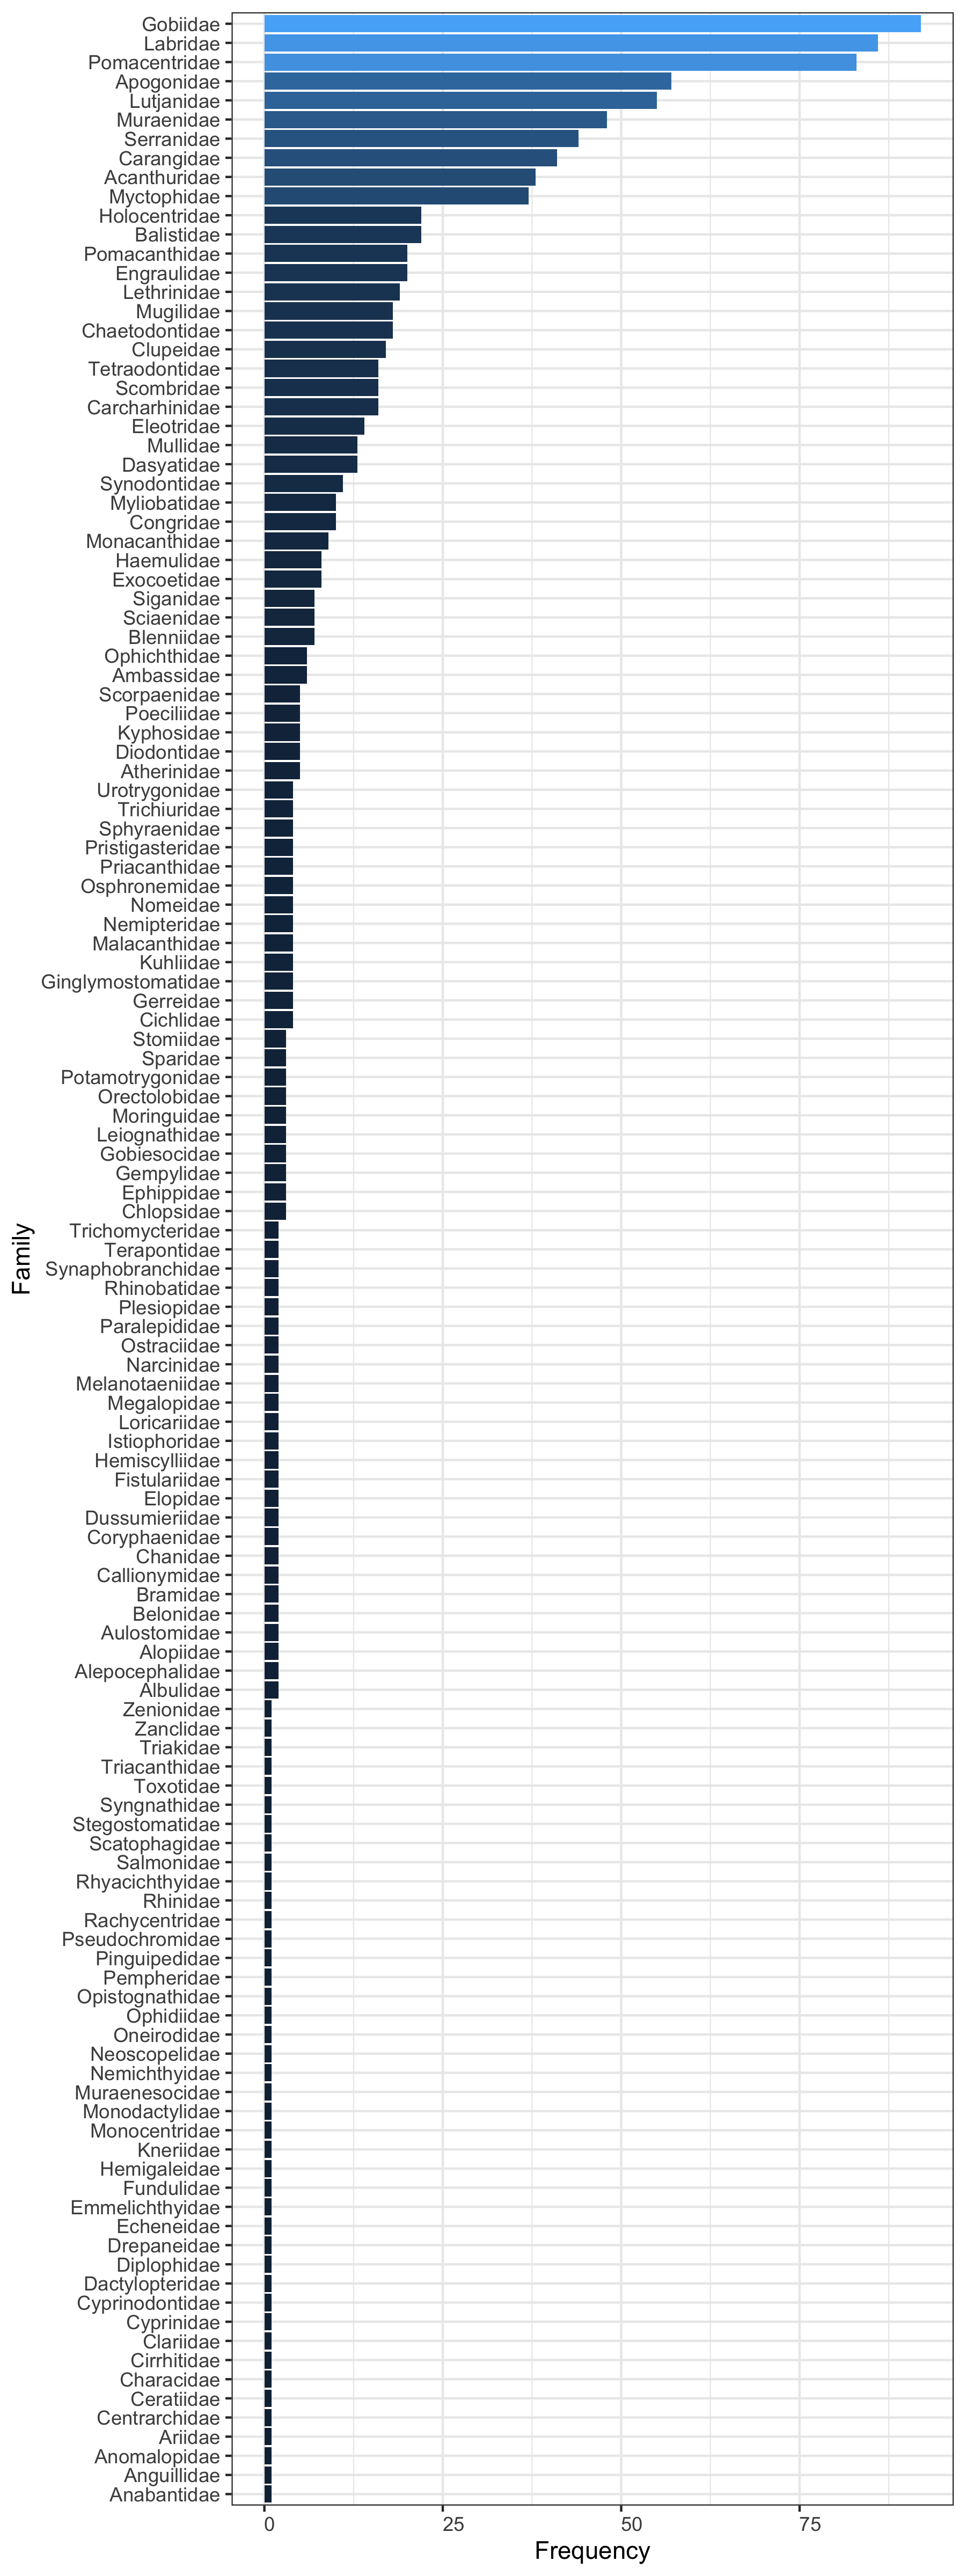 Gobiidae
Labridae
Pomacentridae
Apogonidae
Lutjanidae
Muraenidae
Serranidae
Carangidae
Acanthuridae
Myctophidae
Holocentridae
Balistidae
Pomacanthidae
Engraulidae
Lethrinidae
Mugilidae
Chaetodontidae
Clupeidae
Tetraodontidae
Scombridae
Carcharhinidae
Eleotridae
Mullidae
Dasyatidae
Synodontidae
Myliobatidae
Congridae
Monacanthidae
Haemulidae
Exocoetidae
Siganidae
Sciaenidae
Blenniidae
Ophichthidae
Ambassidae
Scorpaenidae
Poeciliidae
Kyphosidae
Diodontidae
Atherinidae
Urotrygonidae
Trichiuridae
Sphyraenidae
Pristigasteridae
Priacanthidae
Osphronemidae
Nomeidae
Nemipteridae
Malacanthidae
Kuhliidae
Ginglymostomatidae
Gerreidae
Cichlidae
Stomiidae
Sparidae
Potamotrygonidae
Orectolobidae
Moringuidae
Leiognathidae
Gobiesocidae
Gempylidae
Ephippidae
Chlopsidae
Trichomycteridae
Terapontidae
Synaphobranchidae
Rhinobatidae
Plesiopidae
Paralepididae
Ostraciidae
Narcinidae
Melanotaeniidae
Megalopidae
Loricariidae
Istiophoridae
Hemiscylliidae
Fistulariidae
Elopidae
Dussumieriidae
Coryphaenidae
Chanidae
Callionymidae
Bramidae
Belonidae
Aulostomidae
Alopiidae
Alepocephalidae
Albulidae
Zenionidae
Zanclidae
Triakidae
Triacanthidae
Toxotidae
Syngnathidae
Stegostomatidae
Scatophagidae
Salmonidae
Rhyacichthyidae
Rhinidae
Rachycentridae
Pseudochromidae
Pinguipedidae
Pempheridae
Opistognathidae
Ophidiidae
Oneirodidae
Neoscopelidae
Nemichthyidae
Muraenesocidae
Monodactylidae
Monocentridae
Kneriidae
Hemigaleidae
Fundulidae
Emmelichthyidae
Echeneidae
Drepaneidae
Diplophidae
Dactylopteridae
Cyprinodontidae
Cyprinidae
Clariidae
Cirrhitidae
Characidae
Ceratiidae
Centrarchidae
Ariidae
Anomalopidae
Anguillidae
Anabantidae
Family
0 25 50 75
Frequency